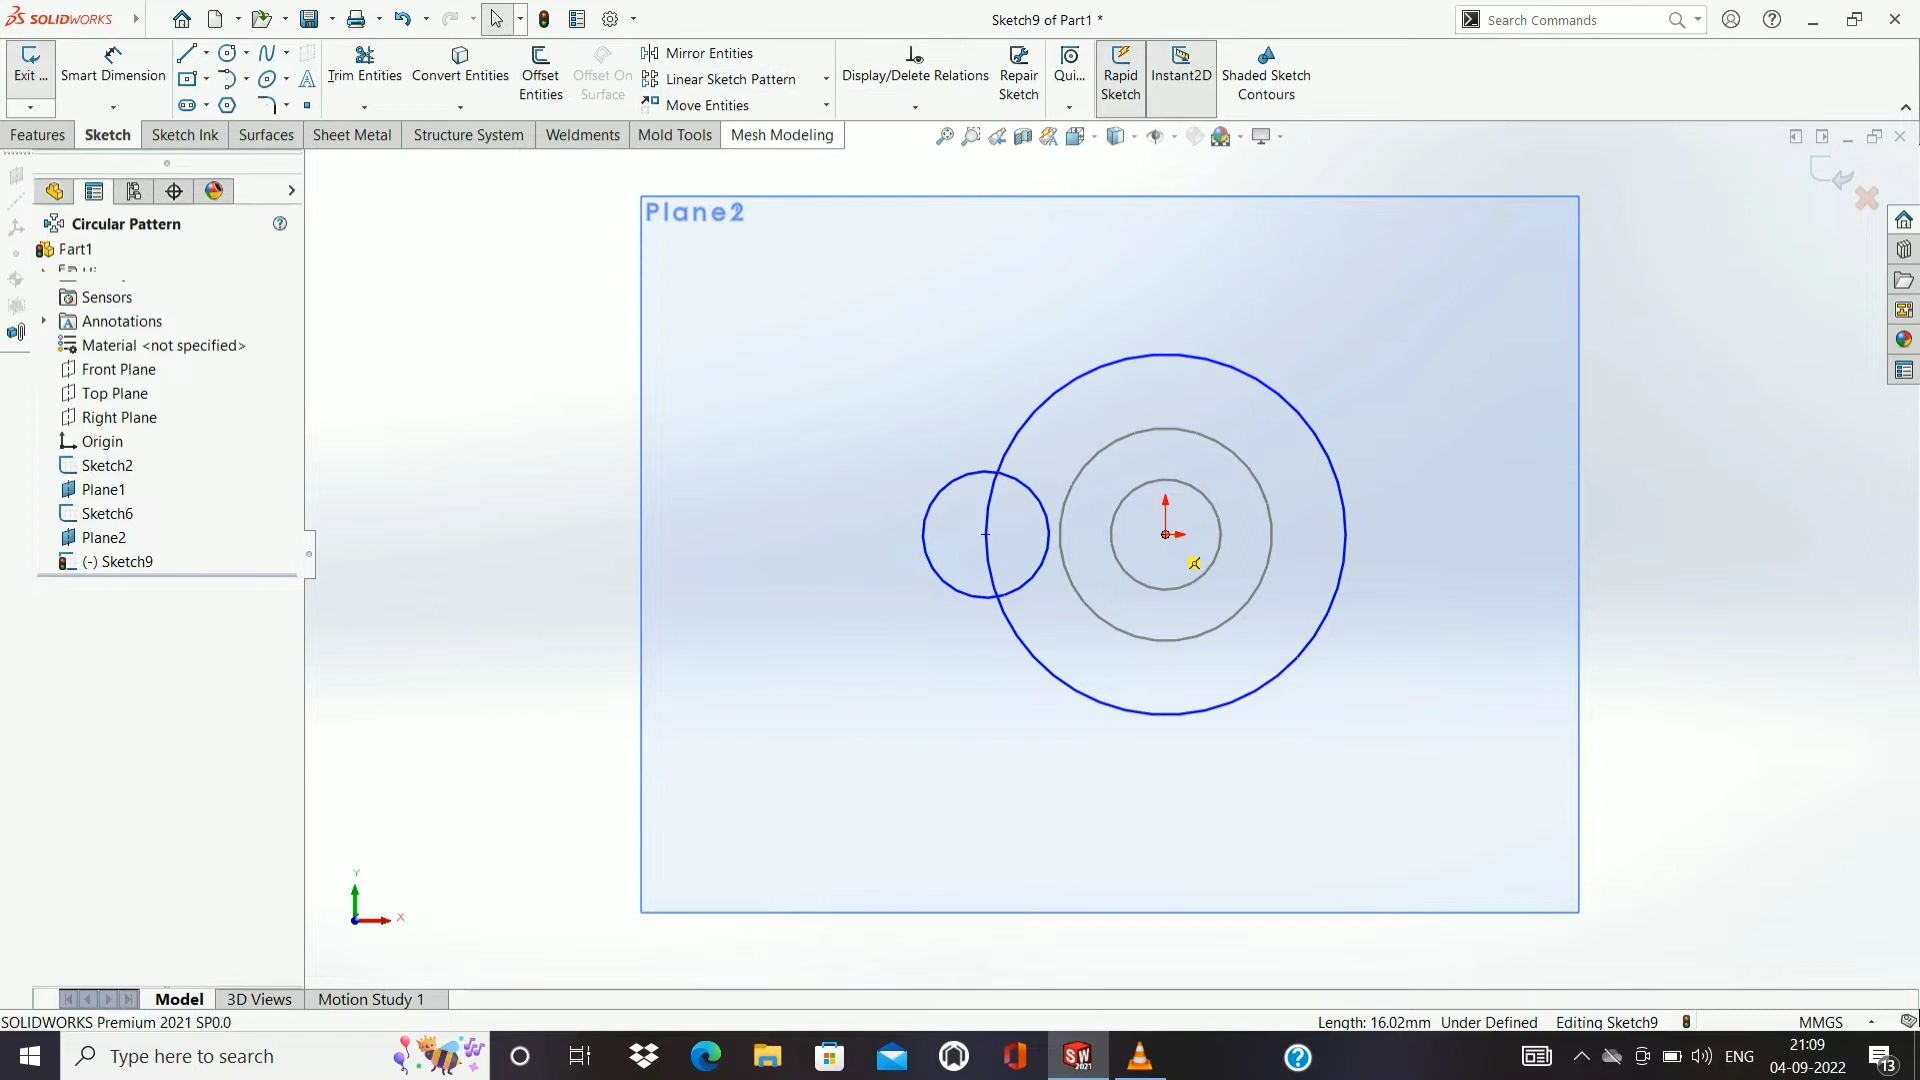 SOLIDWORKS
Sketch9 of Part1 *
Search Commands
Exit ...
Smart Dimension
Trim Entities
Convert Entities
Offset Entities
Offset On Surface
Mirror Entities
Linear Sketch Pattern
Move Entities
Display/Delete Relations
Repair Sketch
Qui...
Rapid Sketch
Instant2D
Shaded Sketch Contours
Features
Sketch
Sketch Ink
Surfaces
Sheet Metal
Structure System
Weldments
Mold Tools
Mesh Modeling
Circular Pattern
Part1
Sensors
Annotations
Material <not specified>
Front Plane
Top Plane
Right Plane
Origin
Sketch2
Plane1
Sketch6
Plane2
(-) Sketch9
Plane2
Y
X
Model
3D Views
Motion Study 1
SOLIDWORKS Premium 2021 SP0.0
Length: 16.02mm
Under Defined
Editing Sketch9
MMGS
Type here to search
SW
2021
ENG
21:09
04-09-2022
13